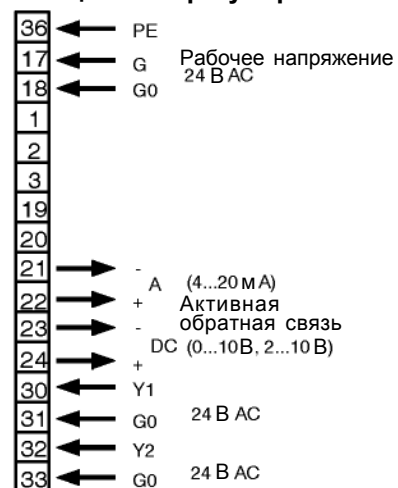 36 PE
17 G Рабочее напряжение
18 G0 24 В AC
1
2
3
19
20
21 -
A (4...20 мА)
22 + Активная
23 - обратная связь
DC (0...10В, 2...10 В)
24 +
30 Y1
31 G0 24 В AC
32 Y2
33 G0 24 В AC